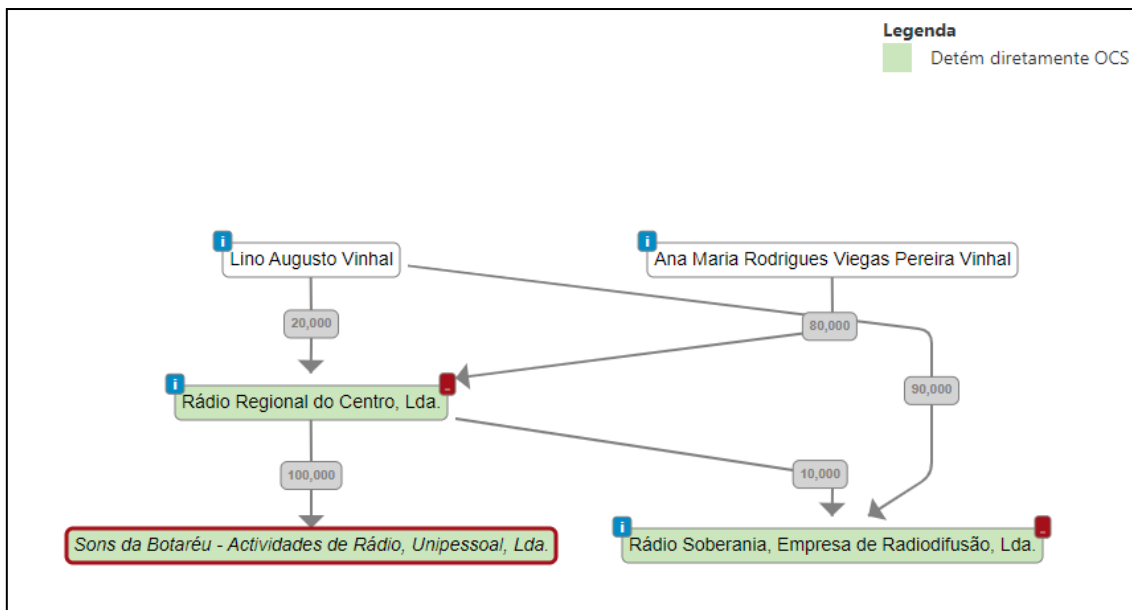 Legenda
Detém diretamente OCS
i
Lino Augusto Vinhal
i
Ana Maria Rodrigues Viegas Pereira Vinhal
20,000
80,000
i
Rádio Regional do Centro, Lda.
-
90,000
100,000
10,000
Sons da Botaréu - Actividades de Rádio, Unipessoal, Lda.
i
Rádio Soberania, Empresa de Radiodifusão, Lda.
-